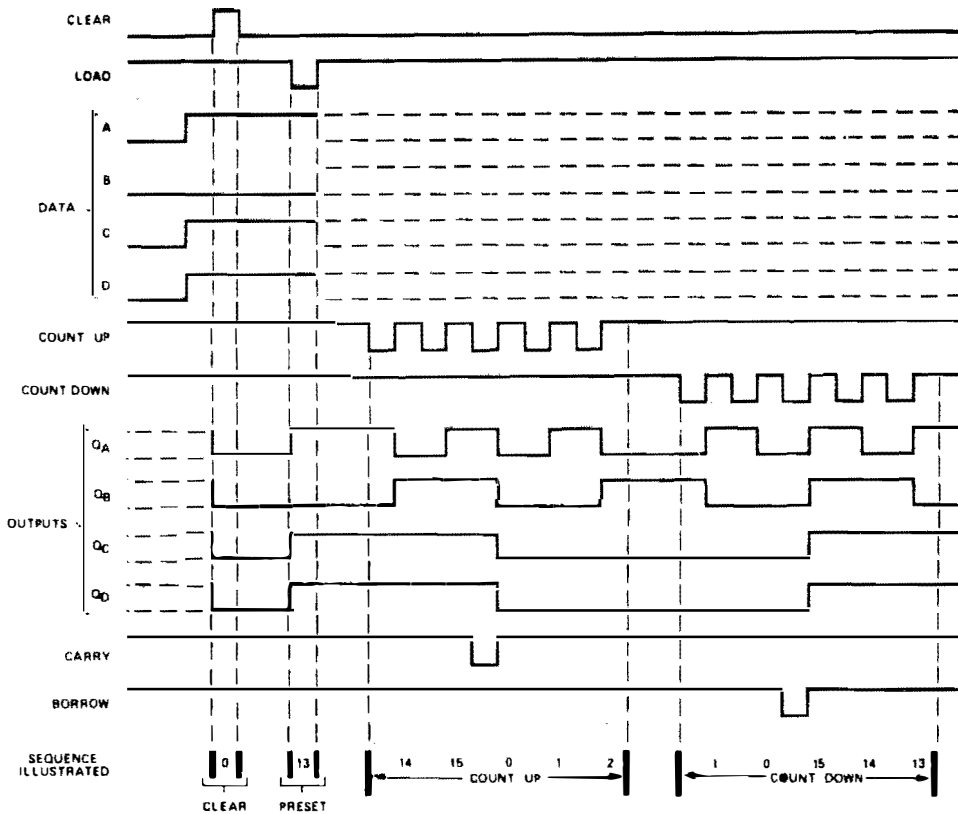 CLEAR
LOAD
A
B
DATA
C
D
COUNT UP
COUNT DOWN
QA
QB
OUTPUTS
QC
QD
CARRY
BORROW
SEQUENCE
ILLUSTRATED
0 13 14 15 0 1 2 1 0 15 14 13
COUNT UP COUNT DOWN
CLEAR PRESET